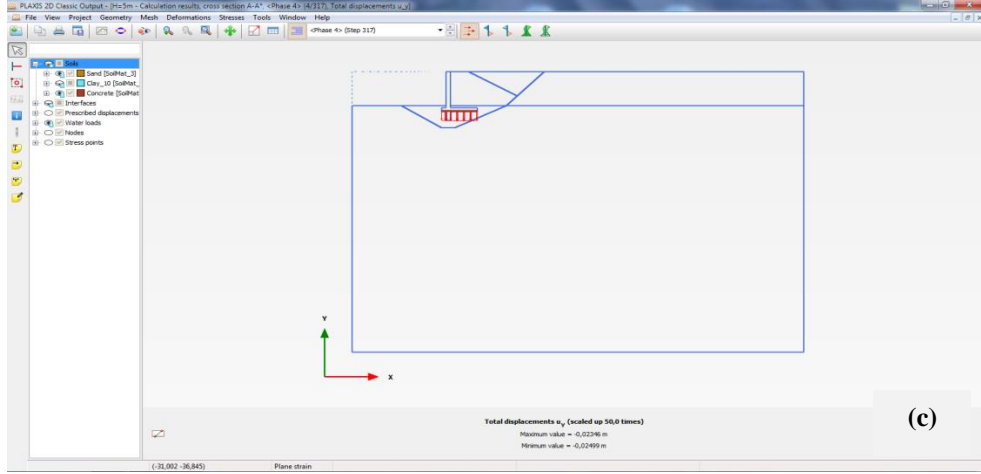 PLAXIS 2D Classic Output - [H=5m - Calculation results, cross section A-A*, <Phase 4> (4/317), Total displacements u_y]
File View Project Geometry Mesh Deformations Stresses Tools Window Help
<Phase 4> (Step 317)
Soils
Sand [SoilMat_3]
Clay_10 [SoilMat_
Concrete [SoilMat
Interfaces
Prescribed displacements
Water loads
Nodes
Stress points
Y
X
Total displacements uy (scaled up 50,0 times)
Maximum value = -0,02346 m
Minimum value = -0,02499 m
(c)
(-31,002 -36,845) Plane strain